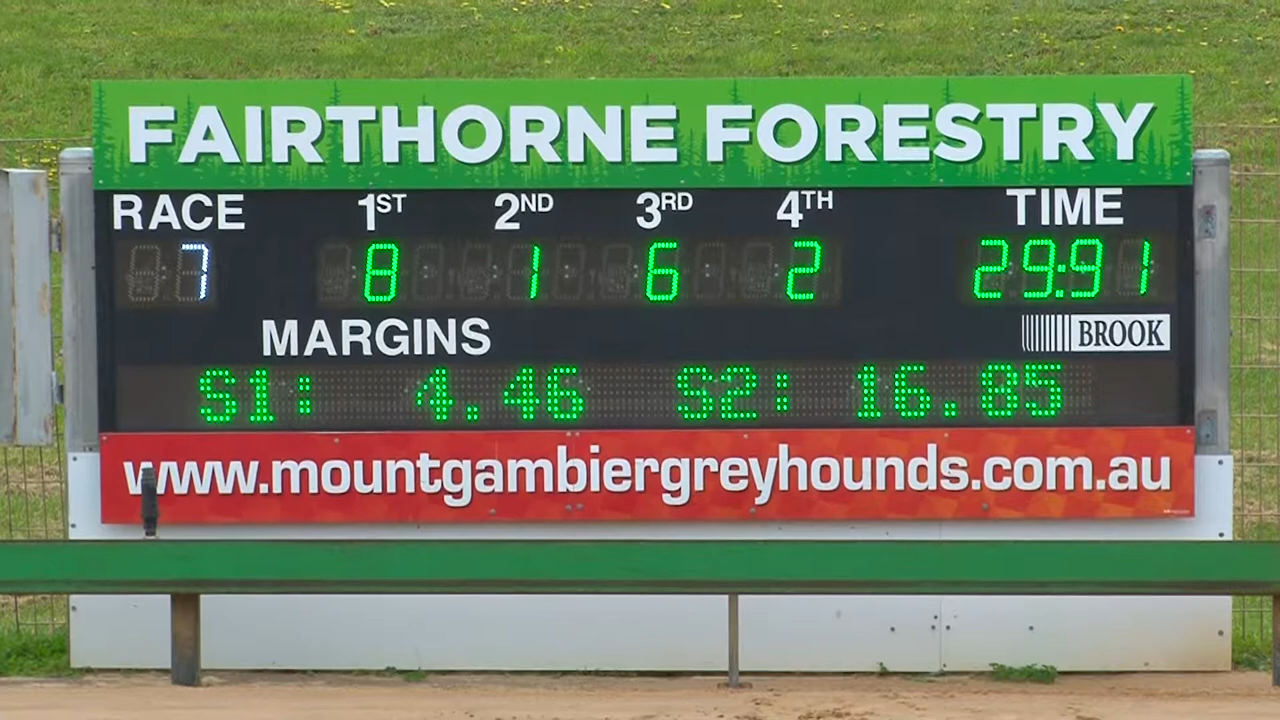 FAIRTHORNE FORESTRY
RACE 1ST 2ND 3RD 4TH TIME
7 8 1 6 2 29:91
MARGINS BROOK
S1: 4.46 S2: 16.85
www.mountgambiergreyhounds.com.au